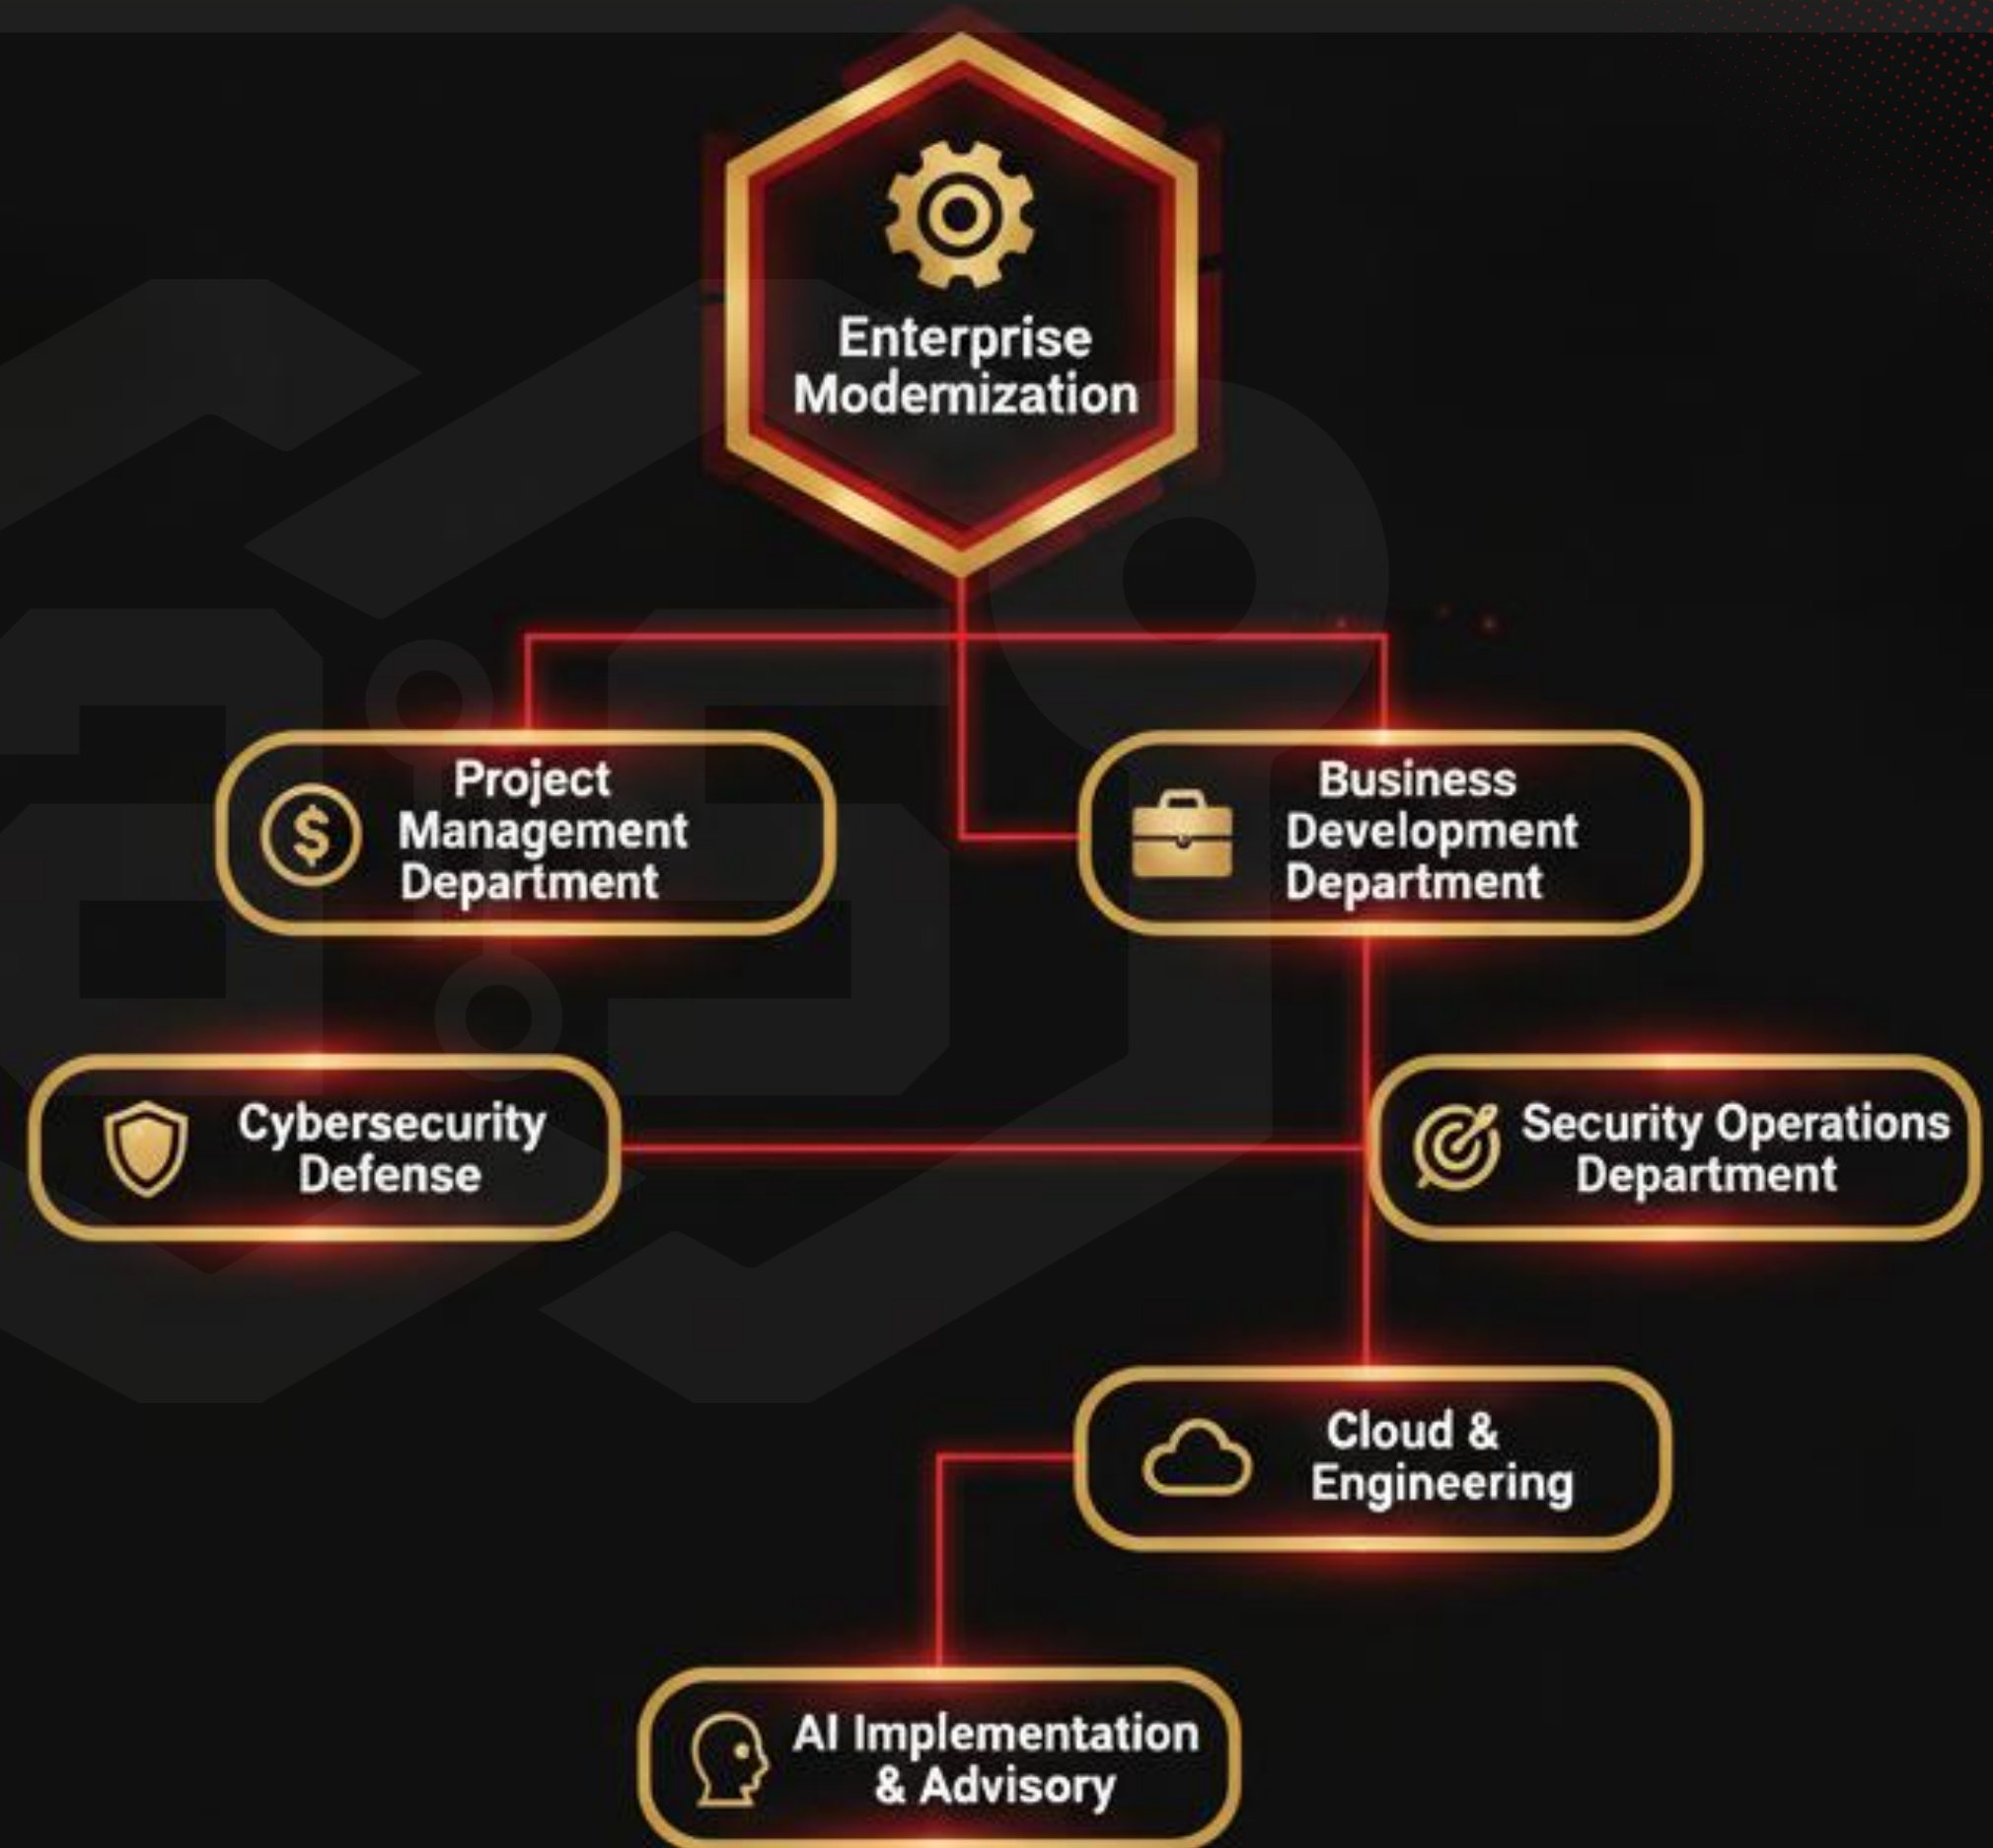 Enterprise
Modernization
Project
Management
Department
Business
Development
Department
Cybersecurity
Defense
Security Operations
Department
Cloud &
Engineering
AI Implementation
& Advisory